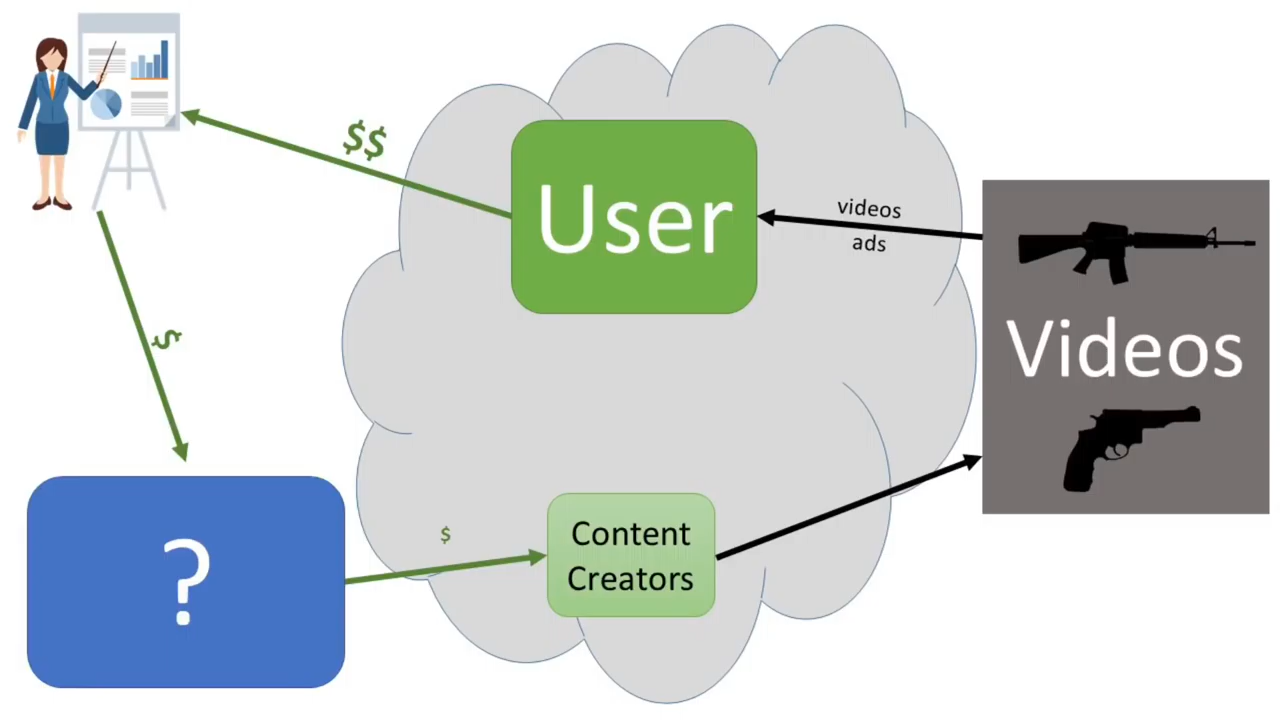 $$
User
videos
ads
Videos
$
?
$
Content
Creators